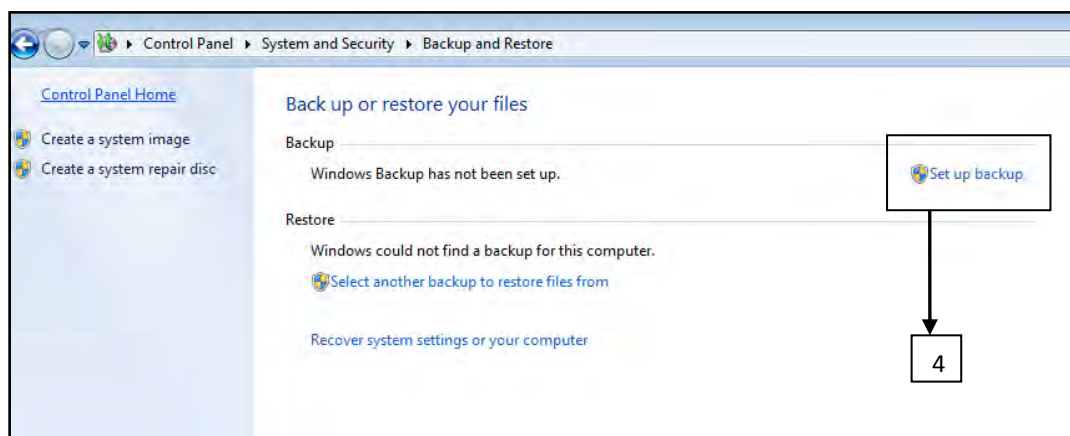 Control Panel ▸ System and Security ▸ Backup and Restore
Control Panel Home
Create a system image
Create a system repair disc
Back up or restore your files
Backup
Windows Backup has not been set up.
Set up backup
Restore
Windows could not find a backup for this computer.
Select another backup to restore files from
Recover system settings or your computer
4